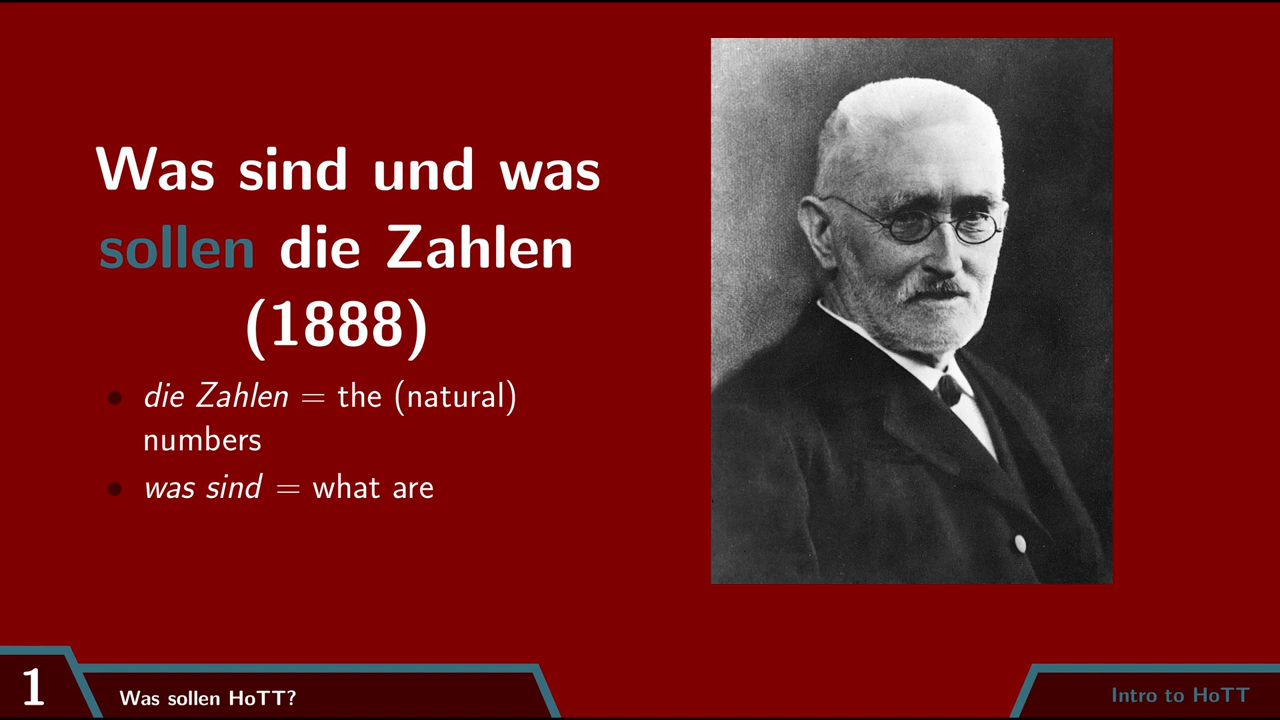 Was sind und was
sollen die Zahlen
(1888)
• die Zahlen = the (natural)
numbers
• was sind = what are
1
Was sollen HoTT?
Intro to HoTT